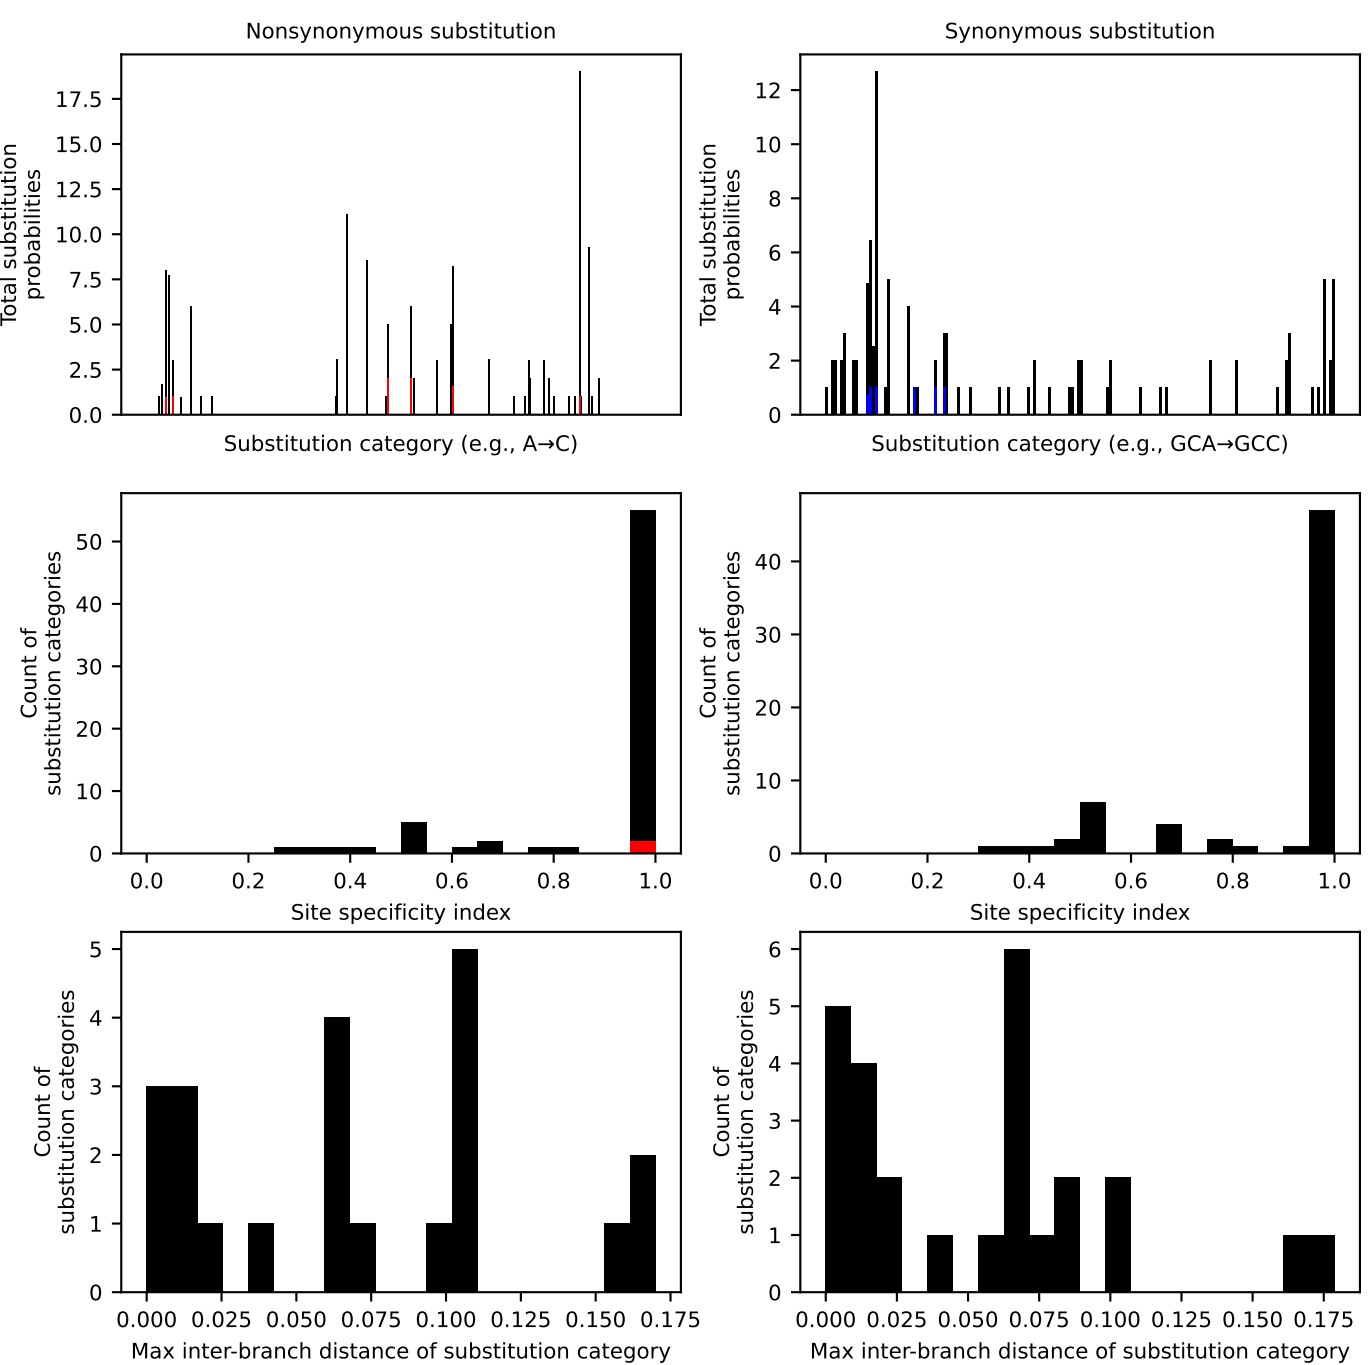 Nonsynonymous substitution
Total substitution
probabilities
17.5
15.0
12.5
10.0
7.5
5.0
2.5
0.0
Substitution category (e.g., A→C)
Synonymous substitution
Total substitution
probabilities
12
10
8
6
4
2
0
Substitution category (e.g., GCA→GCC)
Count of
substitution categories
50
40
30
20
10
0
0.0 0.2 0.4 0.6 0.8 1.0
Site specificity index
Count of
substitution categories
40
30
20
10
0
0.0 0.2 0.4 0.6 0.8 1.0
Site specificity index
Count of
substitution categories
5
4
3
2
1
0
0.000 0.025 0.050 0.075 0.100 0.125 0.150 0.175
Max inter-branch distance of substitution category
Count of
substitution categories
6
5
4
3
2
1
0
0.000 0.025 0.050 0.075 0.100 0.125 0.150 0.175
Max inter-branch distance of substitution category